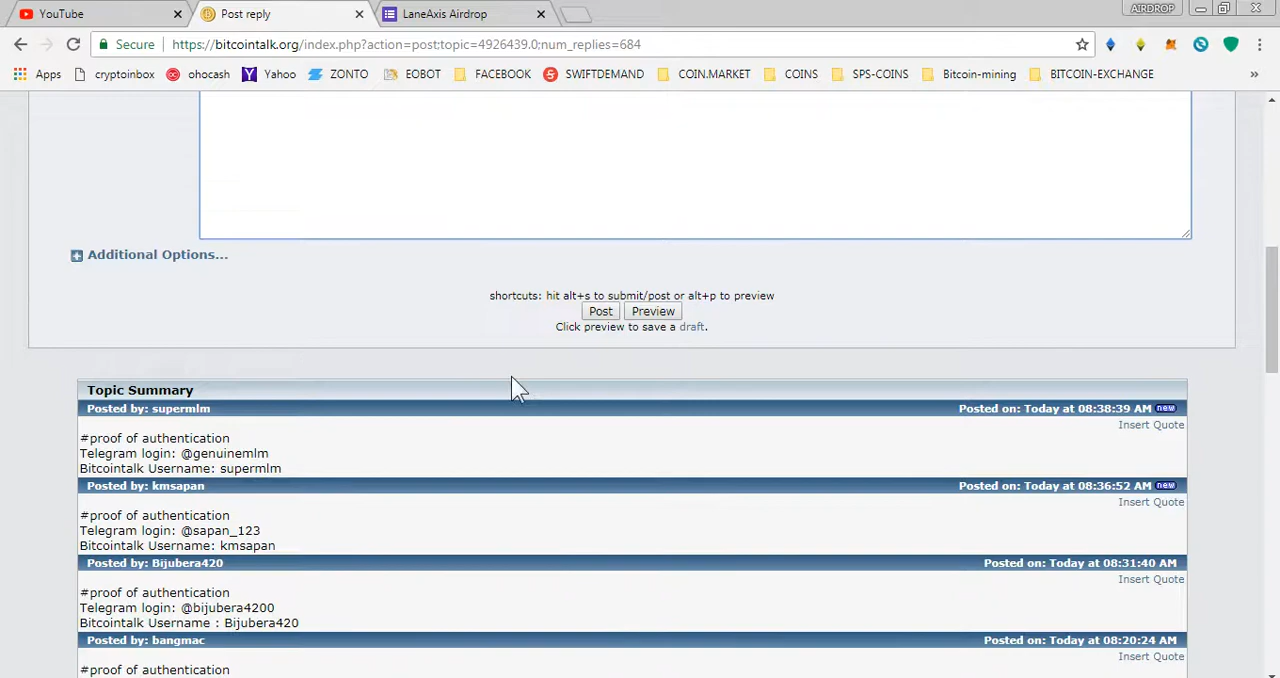 YouTube
Post reply
LaneAxis Airdrop
AIRDROP
Secure
https://bitcointalk.org/index.php?action=post;topic=4926439.0;num_replies=684
Apps
cryptoinbox
ohocash
Yahoo
ZONTO
EOBOT
FACEBOOK
SWIFTDEMAND
COIN.MARKET
COINS
SPS-COINS
Bitcoin-mining
BITCOIN-EXCHANGE
»
Additional Options...
shortcuts: hit alt+s to submit/post or alt+p to preview
Post Preview
Click preview to save a draft.
Topic Summary
Posted by: supermlm Posted on: Today at 08:38:39 AM new
Insert Quote
#proof of authentication
Telegram login: @genuinemlm
Bitcointalk Username: supermlm
Posted by: kmsapan Posted on: Today at 08:36:52 AM new
Insert Quote
#proof of authentication
Telegram login: @sapan_123
Bitcointalk Username: kmsapan
Posted by: Bijubera420 Posted on: Today at 08:31:40 AM
Insert Quote
#proof of authentication
Telegram login: @bijubera4200
Bitcointalk Username : Bijubera420
Posted by: bangmac Posted on: Today at 08:20:24 AM
Insert Quote
#proof of authentication